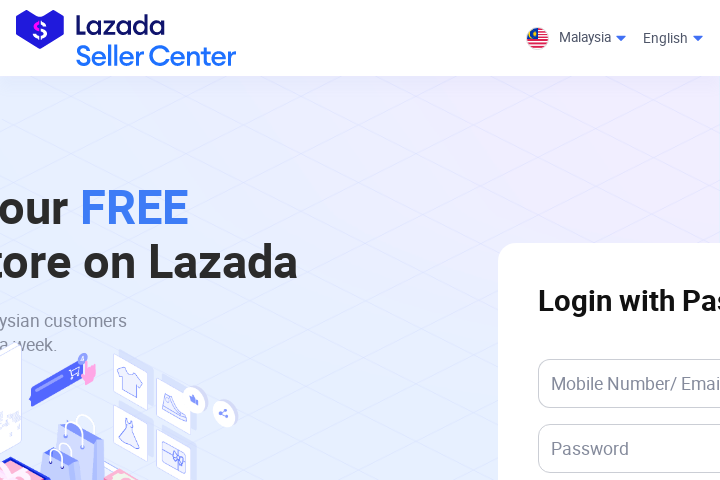 Lazada
Seller Center
Malaysia
English
our FREE
ore on Lazada
Login with Pas
ysian customers
a week.
Mobile Number/ Emai
Password